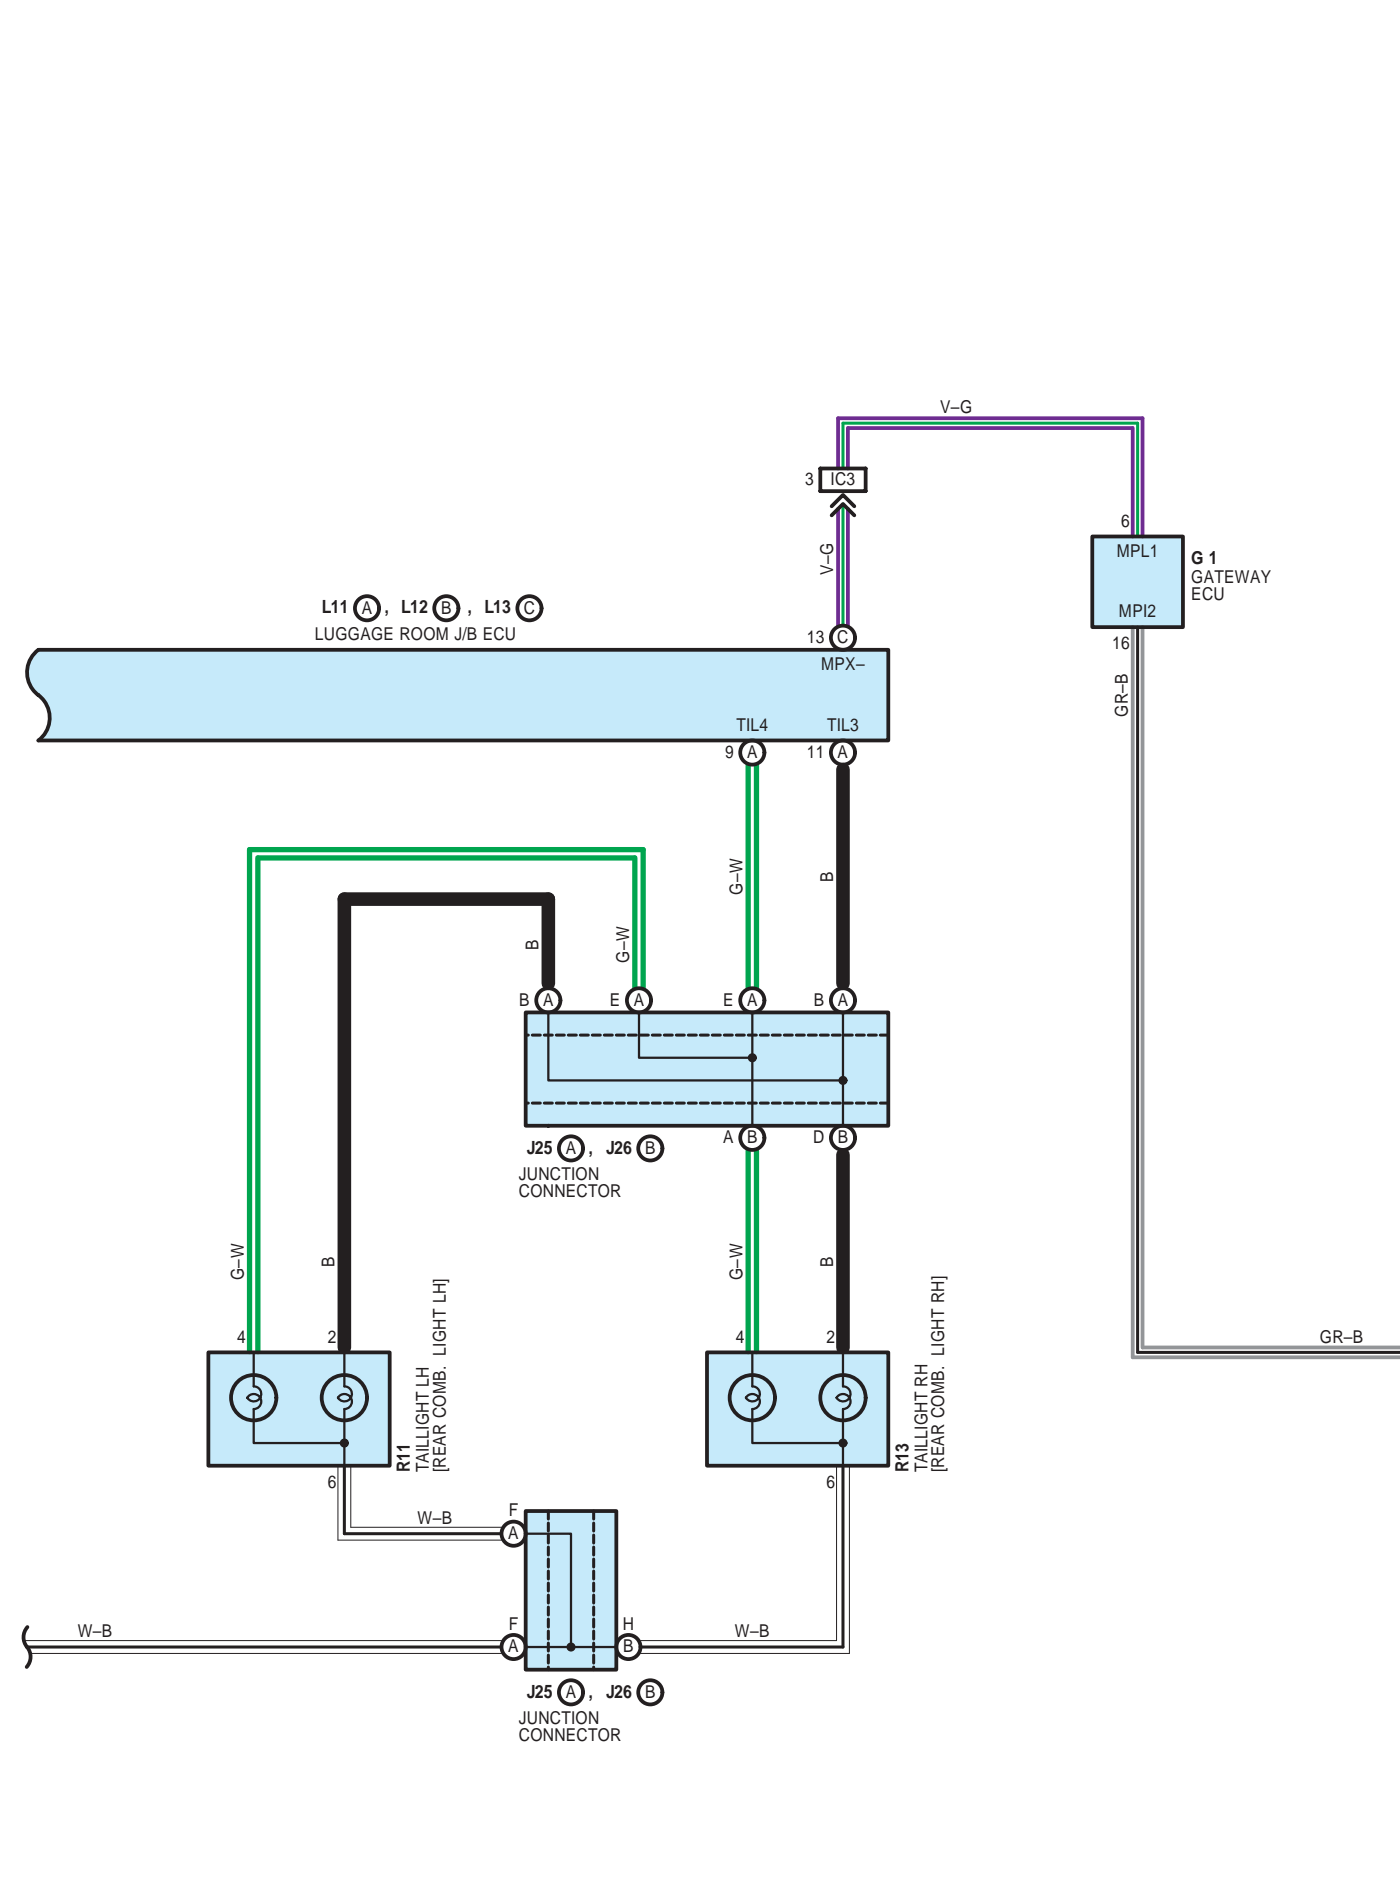 V–G
3
IC3
V–G
6
MPL1
G 1
GATEWAY
ECU
MPI2
16
GR–B
L11 A , L12 B , L13 C
LUGGAGE ROOM J/B ECU
13 C
MPX–
TIL4
TIL3
9 A
11 A
G–W
B
B
G–W
B A
E A
E A
B A
A B
D B
J25 A , J26 B
JUNCTION
CONNECTOR
G–W
B
G–W
B
4
2
4
2
GR–B
R11
TAILLIGHT LH
[REAR COMB. LIGHT LH]
R13
TAILLIGHT RH
[REAR COMB. LIGHT RH]
6
6
W–B
F
A
W–B
F
A
H
B
W–B
J25 A , J26 B
JUNCTION
CONNECTOR